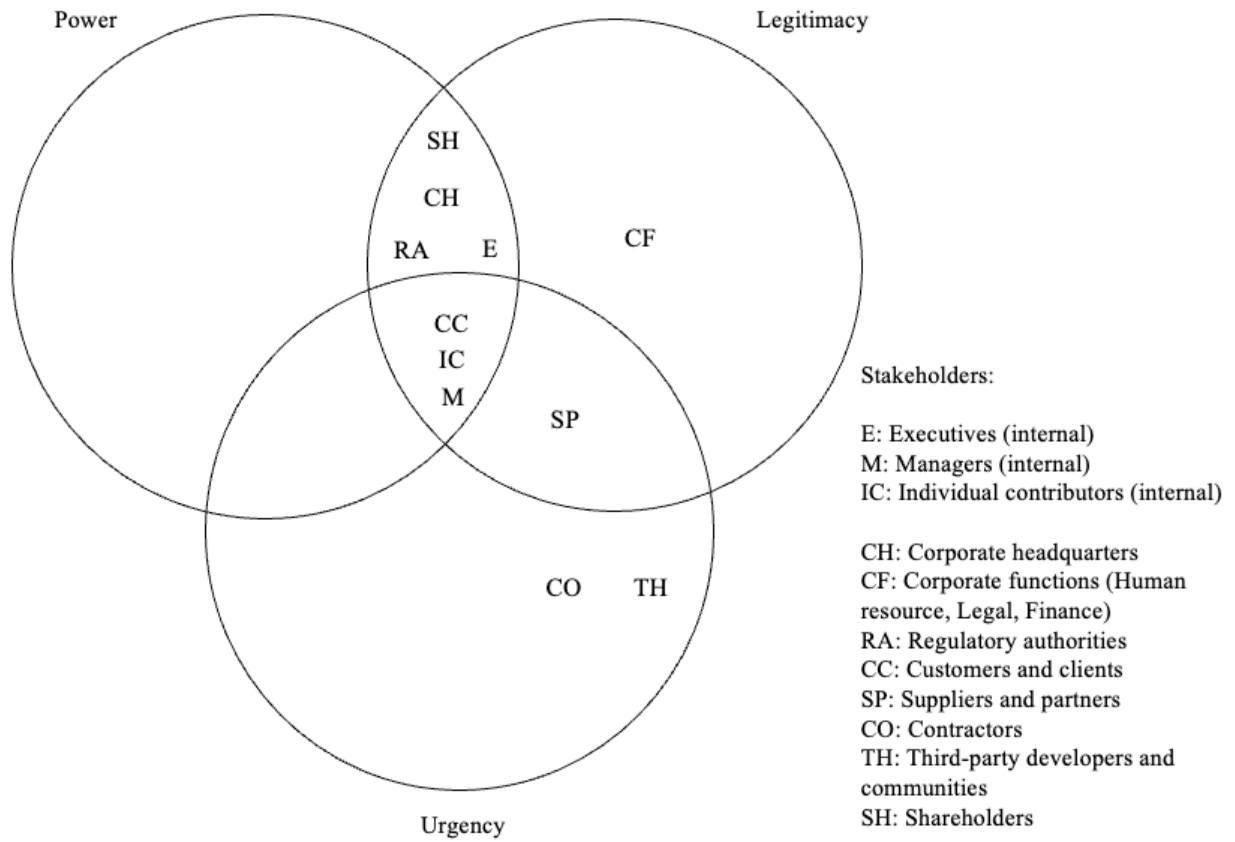 Power
Legitimacy
SH
CH
RA
E
CF
CC
IC
M
SP
CO
TH
Urgency
Stakeholders:
E: Executives (internal)
M: Managers (internal)
IC: Individual contributors (internal)
CH: Corporate headquarters
CF: Corporate functions (Human
resource, Legal, Finance)
RA: Regulatory authorities
CC: Customers and clients
SP: Suppliers and partners
CO: Contractors
TH: Third-party developers and
communities
SH: Shareholders